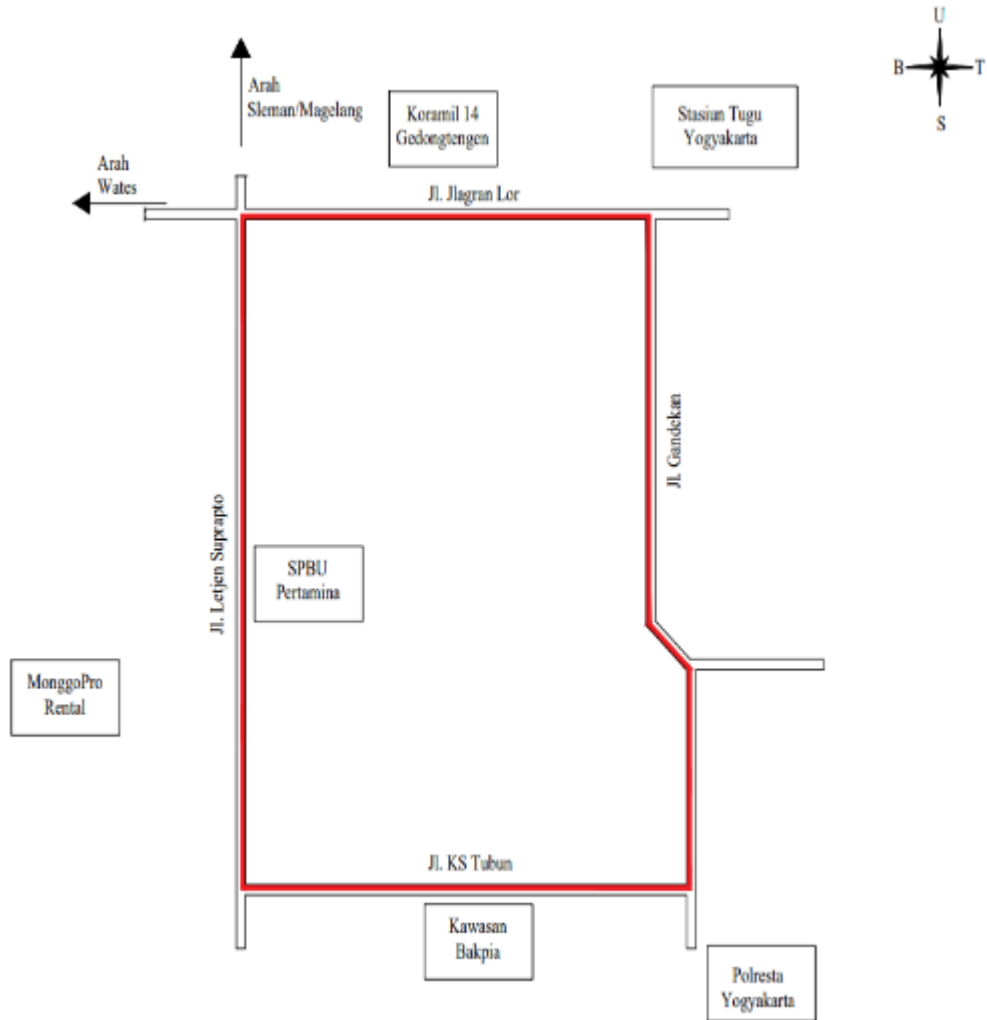 U
B
T
S
Arah
Sleman/Magelang
Koramil 14
Gedongtengen
Stasiun Tugu
Yogyakarta
Arah
Wates
Jl. Jlagran Lor
Jl. Letjen Suprapto
Jl. Gandekan
SPBU
Pertamina
MonggoPro
Rental
Jl. KS Tubun
Kawasan
Bakpia
Polresta
Yogyakarta